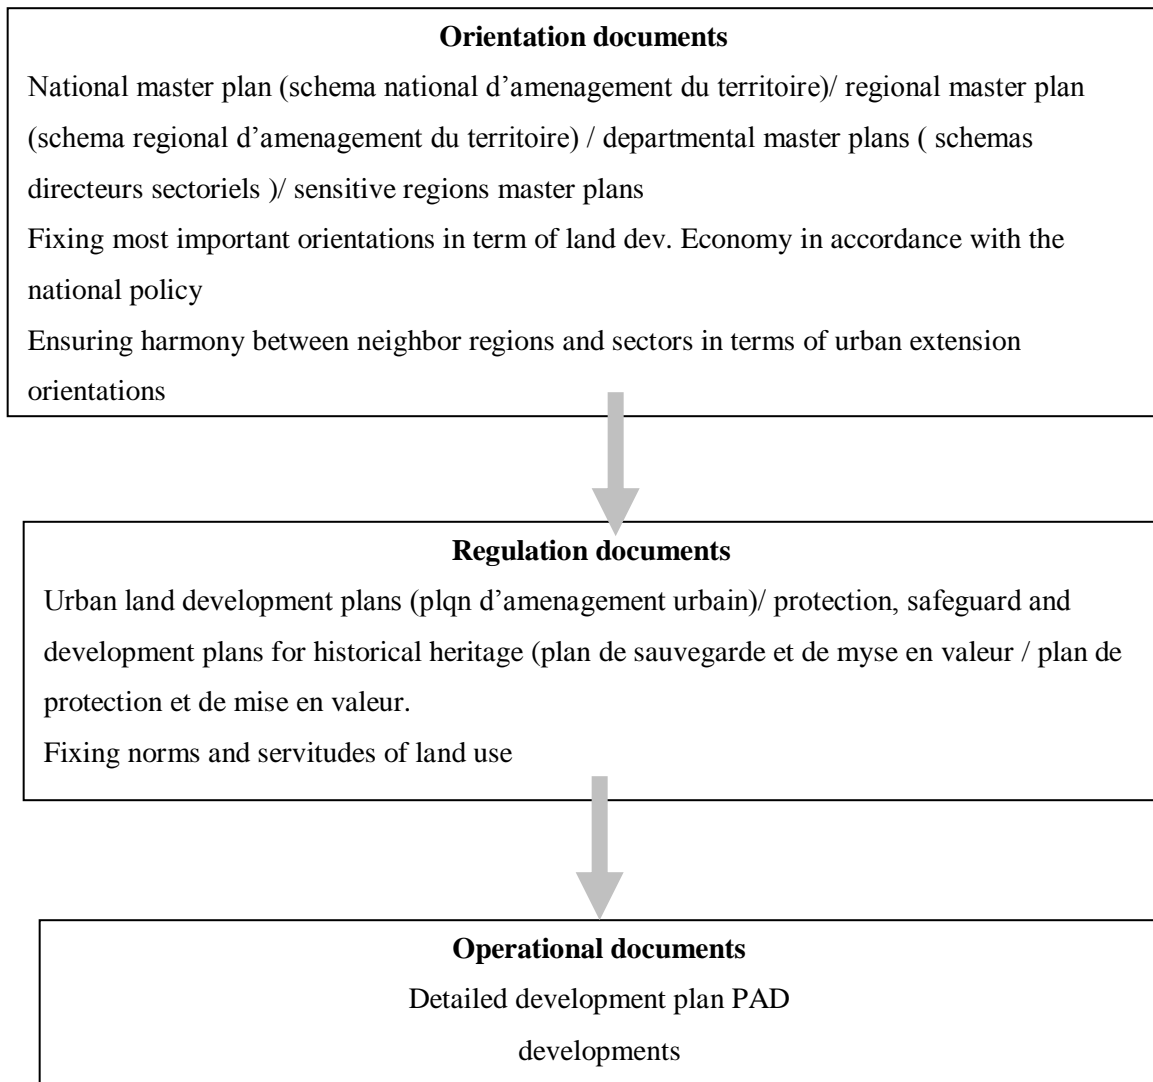 Orientation documents
National master plan (schema national d’amenagement du territoire)/ regional master plan
(schema regional d’amenagement du territoire) / departmental master plans ( schemas
directeurs sectoriels )/ sensitive regions master plans
Fixing most important orientations in term of land dev. Economy in accordance with the
national policy
Ensuring harmony between neighbor regions and sectors in terms of urban extension
orientations
Regulation documents
Urban land development plans (plqn d’amenagement urbain)/ protection, safeguard and
development plans for historical heritage (plan de sauvegarde et de myse en valeur / plan de
protection et de mise en valeur.
Fixing norms and servitudes of land use
Operational documents
Detailed development plan PAD
developments